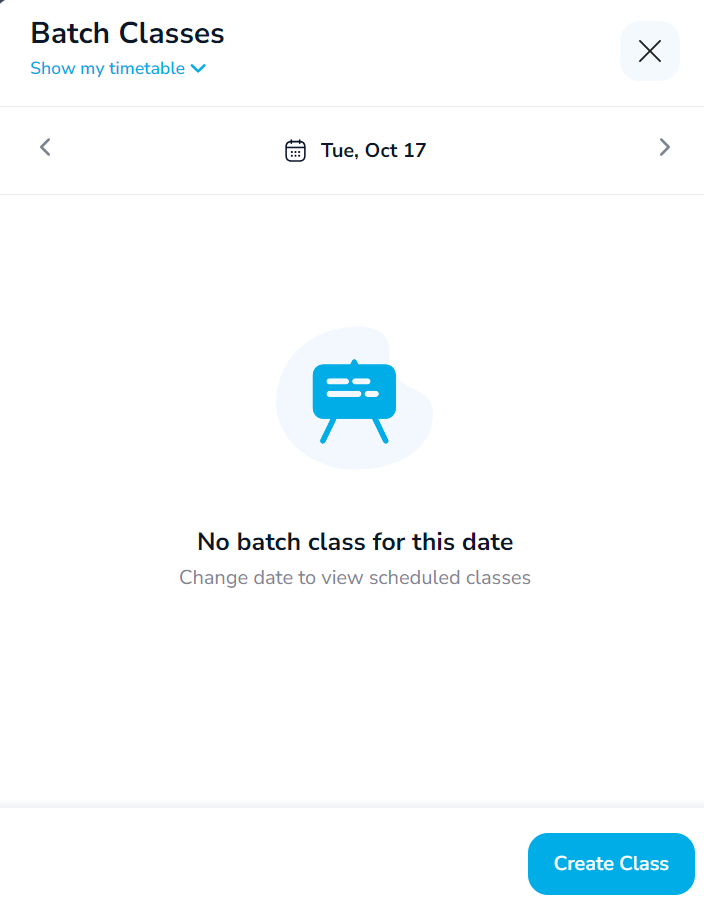 Batch Classes
Show my timetable
Tue, Oct 17
No batch class for this date
Change date to view scheduled classes
Create Class